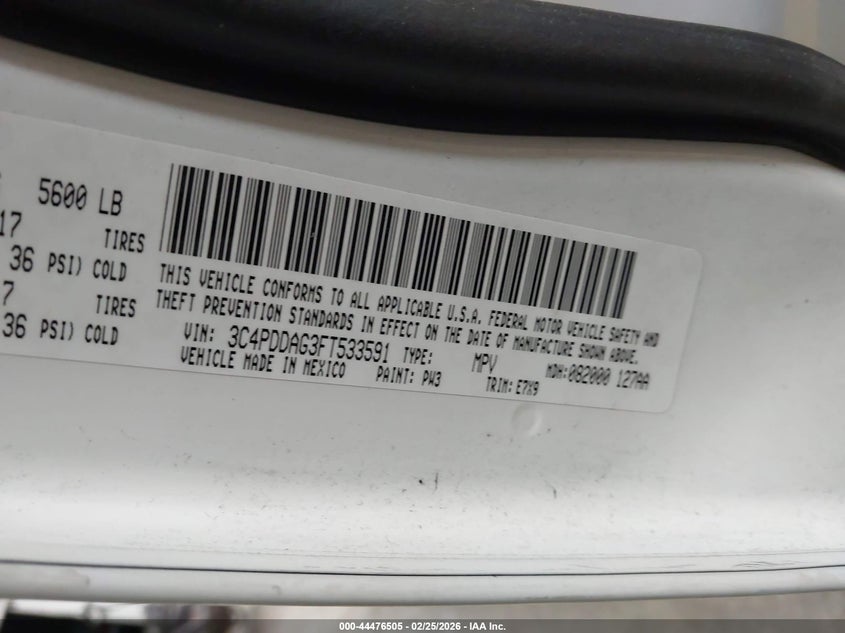 5600 LB
17 TIRES
36 PSI) COLD
7 TIRES
36 PSI) COLD
THIS VEHICLE CONFORMS TO ALL APPLICABLE U.S.A. FEDERAL MOTOR VEHICLE SAFETY AND
THEFT PREVENTION STANDARDS IN EFFECT ON THE DATE OF MANUFACTURE SHOWN ABOVE.
VIN: 3C4PDDAG3FT533591 TYPE: MPV MDH: 082000 127AA
VEHICLE MADE IN MEXICO PAINT: PW3 TRIM: E7X9
000-44476505 - 02/25/2026 - IAA Inc.